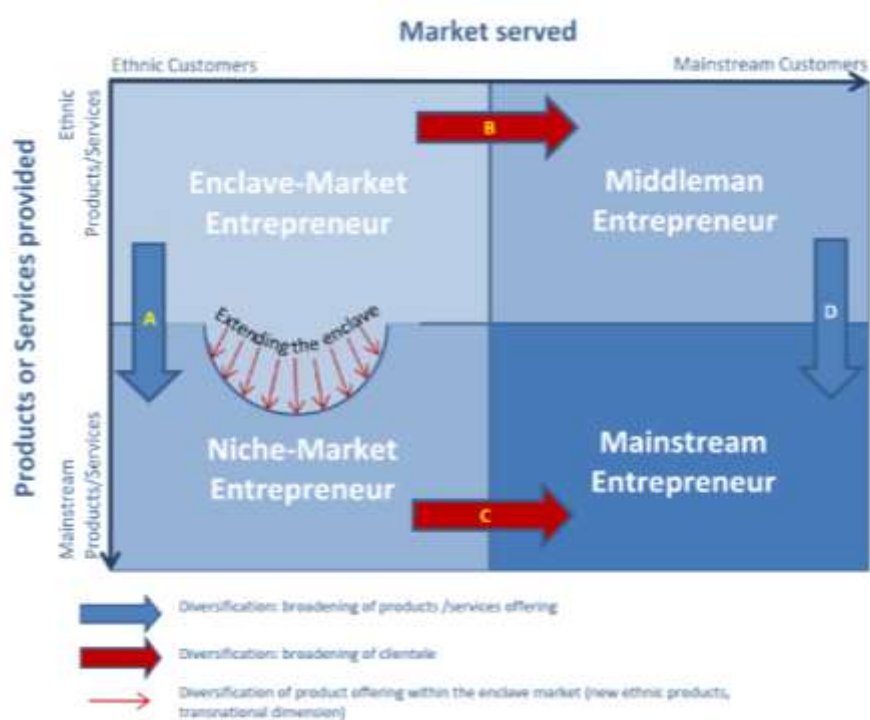 Market served
Ethnic Customers
Mainstream Customers
Products or Services provided
Ethnic
Products/Services
Mainstream
Products/Services
B
Enclave-Market
Entrepreneur
Middleman
Entrepreneur
A
D
Extending the enclave
Niche-Market
Entrepreneur
Mainstream
Entrepreneur
C
Diversification: broadening of products /services offering
Diversification: broadening of clientale
Diversification of product offering within the enclave market (new ethnic products,
transnational dimension)